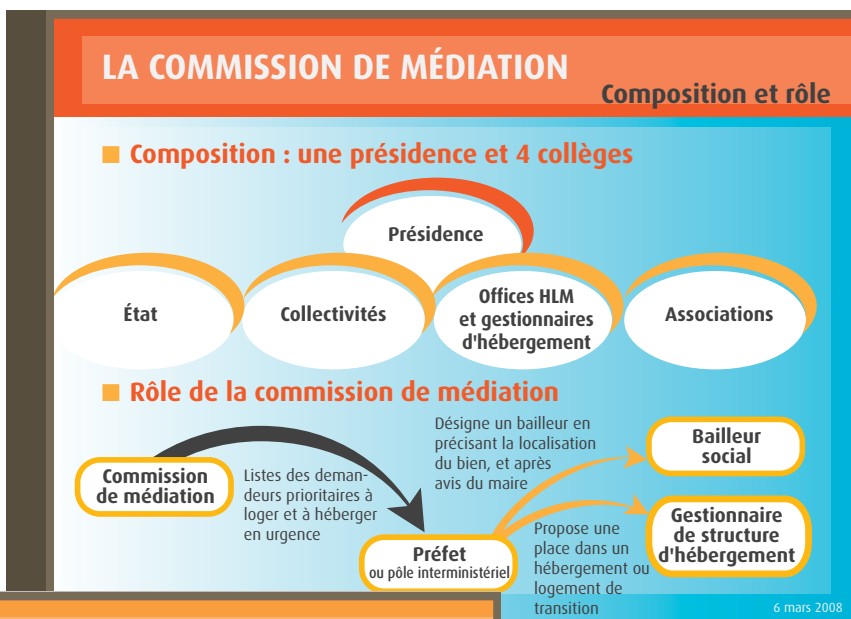 LA COMMISSION DE MÉDIATION
Composition et rôle
■ Composition : une présidence et 4 collèges
Présidence
État
Collectivités
Offices HLM
et gestionnaires
d'hébergement
Associations
■ Rôle de la commission de médiation
Commission
de médiation
Listes des deman-
deurs prioritaires à
loger et à héberger
en urgence
Préfet
ou pôle interministériel
Désigne un bailleur en
précisant la localisation
du bien, et après
avis du maire
Bailleur
social
Propose une
place dans un
hébergement ou
logement de
transition
Gestionnaire
de structure
d'hébergement
6 mars 2008